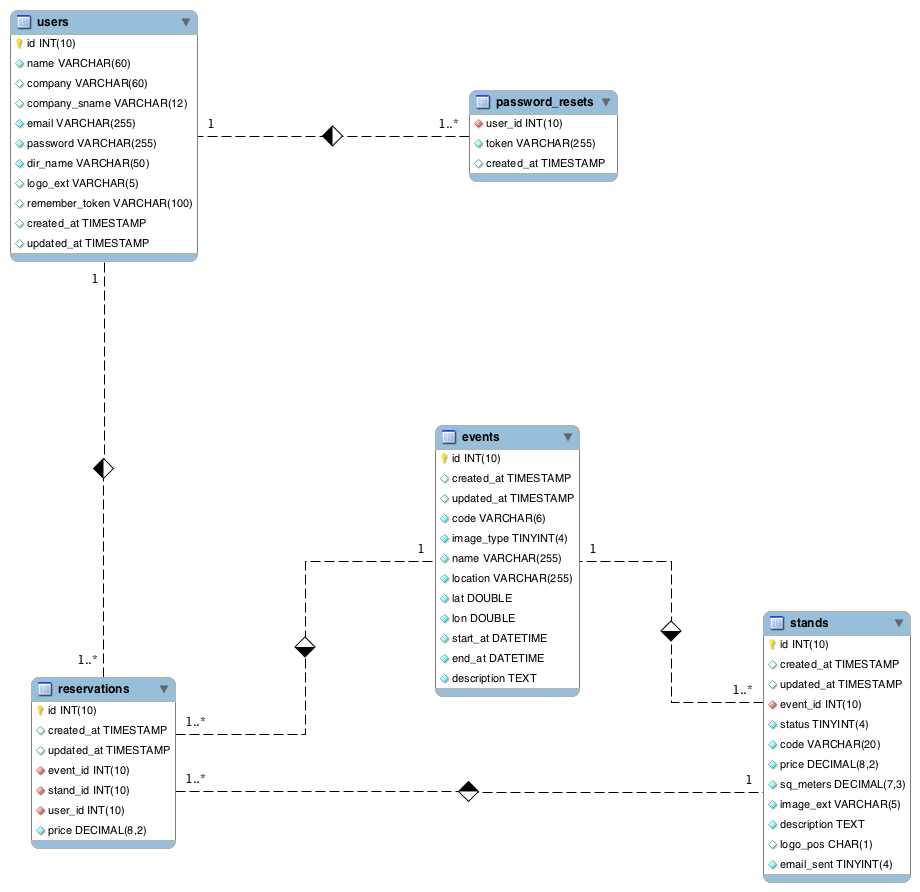 users
id INT(10)
name VARCHAR(60)
company VARCHAR(60)
company_sname VARCHAR(12)
email VARCHAR(255)
password VARCHAR(255)
dir_name VARCHAR(50)
logo_ext VARCHAR(5)
remember_token VARCHAR(100)
created_at TIMESTAMP
updated_at TIMESTAMP
1
1..*
password_resets
user_id INT(10)
token VARCHAR(255)
created_at TIMESTAMP
1
1..*
events
id INT(10)
created_at TIMESTAMP
updated_at TIMESTAMP
code VARCHAR(6)
image_type TINYINT(4)
name VARCHAR(255)
location VARCHAR(255)
lat DOUBLE
lon DOUBLE
start_at DATETIME
end_at DATETIME
description TEXT
1
1
1..*
1..*
reservations
id INT(10)
created_at TIMESTAMP
updated_at TIMESTAMP
event_id INT(10)
stand_id INT(10)
user_id INT(10)
price DECIMAL(8,2)
1..*
1
stands
id INT(10)
created_at TIMESTAMP
updated_at TIMESTAMP
event_id INT(10)
status TINYINT(4)
code VARCHAR(20)
price DECIMAL(8,2)
sq_meters DECIMAL(7,3)
image_ext VARCHAR(5)
description TEXT
logo_pos CHAR(1)
email_sent TINYINT(4)